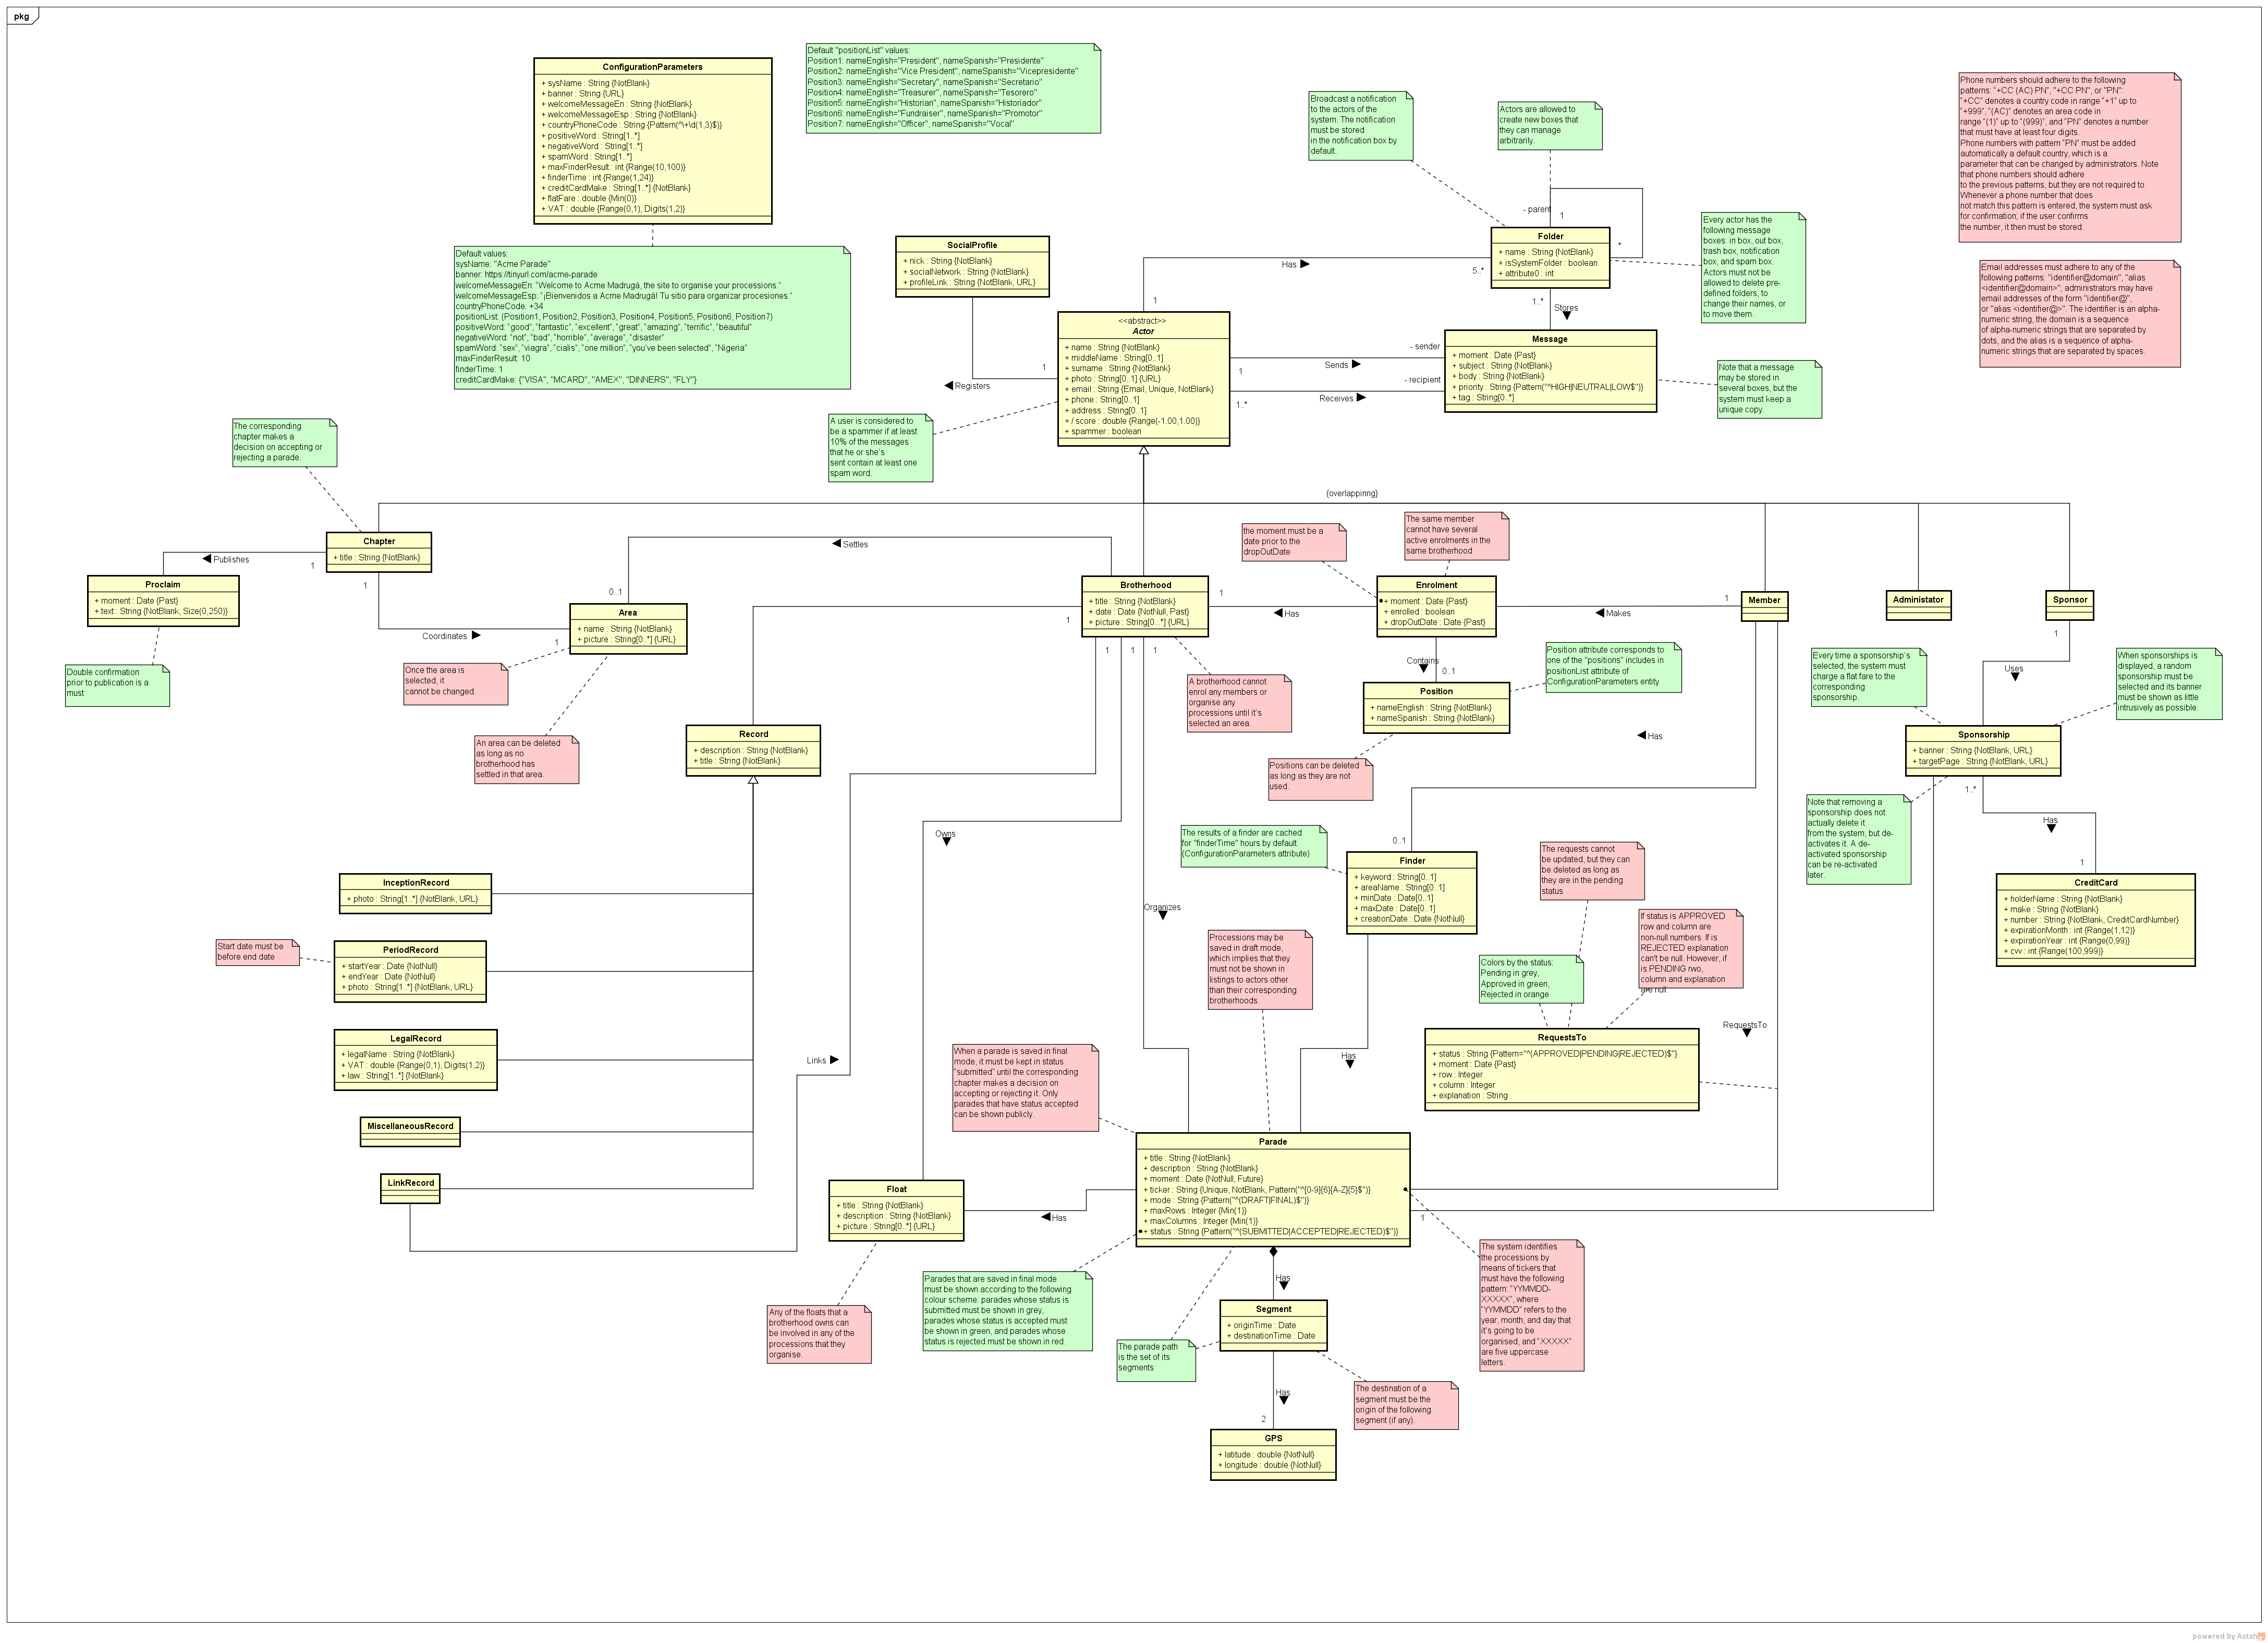 pkg
ConfigurationParameters
+ sysName : String {NotBlank}
+ banner : String {URL}
+ welcomeMessageEn : String {NotBlank}
+ welcomeMessageEsp : String {NotBlank}
+ countryPhoneCode : String {Pattern(^\+\d{1,3}$)}
+ positiveWord : String[1..*]
+ negativeWord : String[1..*]
+ spamWord : String[1..*]
+ maxFinderResult : int {Range(10,100)}
+ finderTime : int {Range(1,24)}
+ creditCardMake : String[1..*] {NotBlank}
+ flatFare : double {Min(0)}
+ VAT : double {Range(0,1), Digits(1,2)}
Default "positionList" values:
Position1: nameEnglish="President", nameSpanish="Presidente"
Position2: nameEnglish="Vice President", nameSpanish="Vicepresidente"
Position3: nameEnglish="Secretary", nameSpanish="Secretario"
Position4: nameEnglish="Treasurer", nameSpanish="Tesorero"
Position5: nameEnglish="Historian", nameSpanish="Historiador"
Position6: nameEnglish="Fundraiser", nameSpanish="Promotor"
Position7: nameEnglish="Officer", nameSpanish="Vocal"
Broadcast a notification
to the actors of the
system. The notification
must be stored
in the notification box by
default.
Actors are allowed to
create new boxes that
they can manage
arbitrarily.
Phone numbers should adhere to the following
patterns: "+CC (AC) PN", "+CC PN", or "PN":
"+CC" denotes a country code in range "+1" up to
"+999", "(AC)" denotes an area code in
range "(1)" up to "(999)", and "PN" denotes a number
that must have at least four digits.
Phone numbers with pattern "PN" must be added
automatically a default country, which is a
parameter that can be changed by administrators. Note
that phone numbers should adhere
to the previous patterns, but they are not required to.
Whenever a phone number that does
not match this pattern is entered, the system must ask
for confirmation; if the user confirms
the number, it then must be stored.
Default values:
sysName: "Acme Parade"
banner: https://tinyurl.com/acme-parade
welcomeMessageEn: "Welcome to Acme Madrugá, the site to organise your processions."
welcomeMessageEsp: "¡Bienvenidos a Acme Madrugá! Tu sitio para organizar procesiones."
countryPhoneCode: +34
positionList: (Position1, Position2, Position3, Position4, Position5, Position6, Position7)
positiveWord: "good", "fantastic", "excellent", "great", "amazing", "terrific", "beautiful"
negativeWord: "not", "bad", "horrible", "average", "disaster"
spamWord: "sex", "viagra", "cialis", "one million", "you've been selected", "Nigeria"
maxFinderResult: 10
finderTime: 1
creditCardMake: {"VISA", "MCARD", "AMEX", "DINNERS", "FLY"}
SocialProfile
+ nick : String {NotBlank}
+ socialNetwork : String {NotBlank}
+ profileLink : String {NotBlank, URL}
- parent
1
*
Has
5..*
1
Folder
+ name : String {NotBlank}
+ isSystemFolder : boolean
+ attribute0 : int
Every actor has the
following message
boxes: in box, out box,
trash box, notification
box, and spam box.
Actors must not be
allowed to delete pre-
defined folders, to
change their names, or
to move them.
Email addresses must adhere to any of the
following patterns: "identifier@domain", "alias
<identifier@domain>"; administrators may have
email addresses of the form "identifier@",
or "alias <identifier@>". The identifier is an alpha-
numeric string, the domain is a sequence
of alpha-numeric strings that are separated by
dots, and the alias is a sequence of alpha-
numeric strings that are separated by spaces.
1..*
Stores
<<abstract>>
Actor
+ name : String {NotBlank}
+ middleName : String[0..1]
+ surname : String {NotBlank}
+ photo : String[0..1] {URL}
+ email : String {Email, Unique, NotBlank}
+ phone : String[0..1]
+ address : String[0..1]
+ / score : double {Range(-1.00,1.00)}
+ spammer : boolean
1
Registers
- sender
Sends
1
- recipient
Receives
1..*
Message
+ moment : Date {Past}
+ subject : String {NotBlank}
+ body : String {NotBlank}
+ priority : String {Pattern("^HIGH|NEUTRAL|LOW$")}
+ tag : String[0..*]
Note that a message
may be stored in
several boxes, but the
system must keep a
unique copy.
A user is considered to
be a spammer if at least
10% of the messages
that he or she's
sent contain at least one
spam word.
The corresponding
chapter makes a
decision on accepting or
rejecting a parade.
{overlappinng}
Chapter
+ title : String {NotBlank}
Publishes
1
1
Proclaim
+ moment : Date {Past}
+ text : String {NotBlank, Size(0,250)}
Double confirmation
prior to publication is a
must
Coordinates
1
Settles
0..1
Area
+ name : String {NotBlank}
+ picture : String[0..*] {URL}
Once the area is
selected, it
cannot be changed.
An area can be deleted
as long as no
brotherhood has
settled in that area.
Brotherhood
+ title : String {NotBlank}
+ date : Date {NotNull, Past}
+ picture : String[0...*] {URL}
1
1
1
1
1
Has
the moment must be a
date prior to the
dropOutDate
The same member
cannot have several
active enrolments in the
same brotherhood
Enrolment
+ moment : Date {Past}
+ enrolled : boolean
+ dropOutDate : Date {Past}
Makes
1
Member
Administator
Sponsor
1
Uses
A brotherhood cannot
enrol any members or
organise any
processions until it's
selected an area.
Contains
0..1
Position
+ nameEnglish : String {NotBlank}
+ nameSpanish : String {NotBlank}
Position attribute corresponds to
one of the "positions" includes in
positionList attribute of
ConfigurationParameters entity
Positions can be deleted
as long as they are not
used.
Has
Every time a sponsorship's
selected, the system must
charge a flat fare to the
corresponding
sponsorship.
When sponsorships is
displayed, a random
sponsorship must be
selected and its banner
must be shown as little
intrusively as possible.
Sponsorship
+ banner : String {NotBlank, URL}
+ targetPage : String {NotBlank, URL}
1..*
Has
1
Note that removing a
sponsorship does not
actually delete it
from the system, but de-
activates it. A de-
activated sponsorship
can be re-activated
later.
CreditCard
+ holderName : String {NotBlank}
+ make : String {NotBlank}
+ number : String {NotBlank, CreditCardNumber}
+ expirationMonth : int {Range(1,12)}
+ expirationYear : int {Range(0,99)}
+ cvv : int {Range(100,999)}
Record
+ description : String {NotBlank}
+ title : String {NotBlank}
Owns
Organizes
The results of a finder are cached
for "finderTime" hours by default.
(ConfigurationParameters attribute)
0..1
Finder
+ keyword : String[0..1]
+ areaName : String[0..1]
+ minDate : Date[0..1]
+ maxDate : Date[0..1]
+ creationDate : Date {NotNull}
The requests cannot
be updated, but they can
be deleted as long as
they are in the pending
status
If status is APPROVED
row and column are
non-null numbers. If is
REJECTED explanation
can't be null. However, if
is PENDING rwo,
column and explanation
are null.
Colors by the status:
Pending in grey,
Approved in green,
Rejected in orange
Processions may be
saved in draft mode,
which implies that they
must not be shown in
listings to actors other
than their corresponding
brotherhoods.
InceptionRecord
+ photo : String[1..*] {NotBlank, URL}
Start date must be
before end date
PeriodRecord
+ startYear : Date {NotNull}
+ endYear : Date {NotNull}
+ photo : String[1..*] {NotBlank, URL}
LegalRecord
+ legalName : String {NotBlank}
+ VAT : double {Range(0,1), Digits(1,2)}
+ law : String[1..*] {NotBlank}
MiscellaneousRecord
LinkRecord
Links
RequestsTo
RequestsTo
+ status : String {Pattern="^(APPROVED|PENDING|REJECTED)$"}
+ moment : Date {Past}
+ row : Integer
+ column : Integer
+ explanation : String
Has
When a parade is saved in final
mode, it must be kept in status
"submitted" until the corresponding
chapter makes a decision on
accepting or rejecting it. Only
parades that have status accepted
can be shown publicly.
Parade
+ title : String {NotBlank}
+ description : String {NotBlank}
+ moment : Date {NotNull, Future}
+ ticker : String {Unique, NotBlank, Pattern("^[0-9]{6}[A-Z]{5}$")}
+ mode : String {Pattern("^(DRAFT|FINAL)$")}
+ maxRows : Integer {Min(1)}
+ maxColumns : Integer {Min(1)}
+ status : String {Pattern("^(SUBMITTED|ACCEPTED|REJECTED)$")}
1
Float
+ title : String {NotBlank}
+ description : String {NotBlank}
+ picture : String[0..*] {URL}
Has
Any of the floats that a
brotherhood owns can
be involved in any of the
processions that they
organise.
Parades that are saved in final mode
must be shown according to the following
colour scheme: parades whose status is
submitted must be shown in grey,
parades whose status is accepted must
be shown in green, and parades whose
status is rejected must be shown in red.
The system identifies
the processions by
means of tickers that
must have the following
pattern: "YYMMDD-
XXXXX", where
"YYMMDD" refers to the
year, month, and day that
it's going to be
organised, and "XXXXX"
are five uppercase
letters.
Has
Segment
+ originTime : Date
+ destinationTime : Date
The parade path
is the set of its
segments
The destination of a
segment must be the
origin of the following
segment (if any).
Has
2
GPS
+ latitude : double {NotNull}
+ longitude : double {NotNull}
powered by Astah